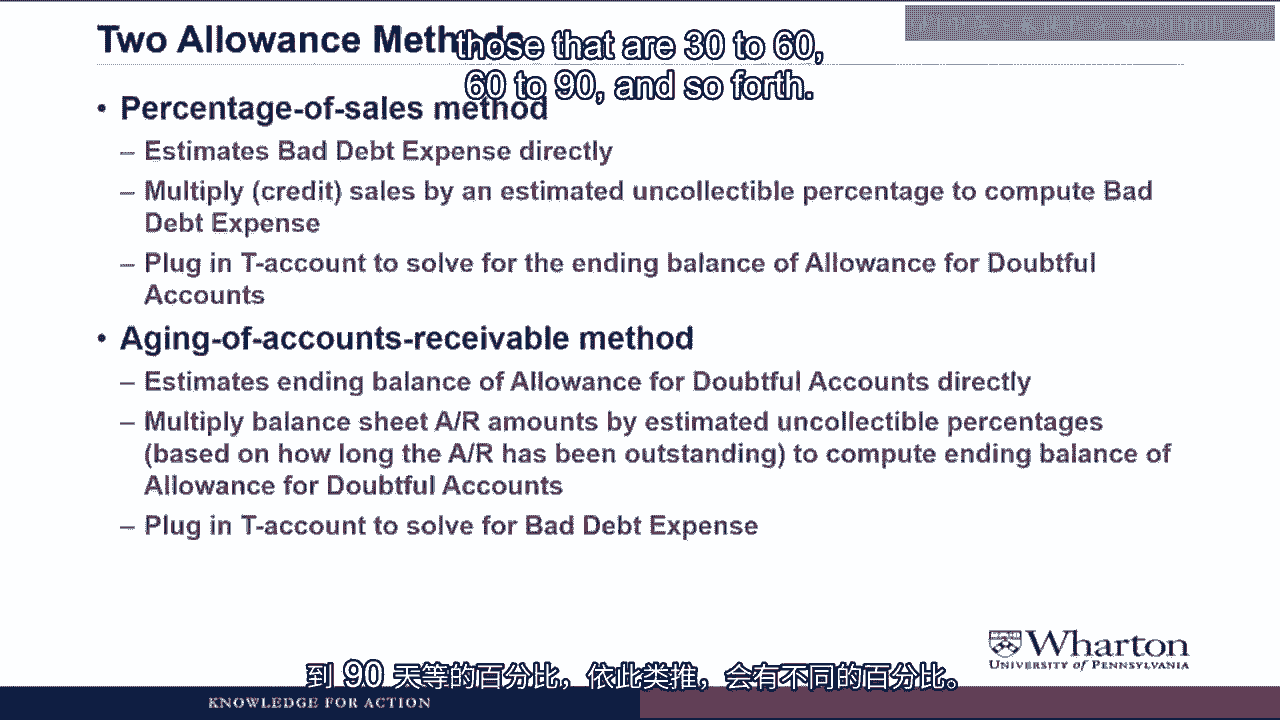 Two Allowance Methods
those that are 30 to 60,
60 to 90, and so forth.
• Percentage-of-sales method
– Estimates Bad Debt Expense directly
– Multiply (credit) sales by an estimated uncollectible percentage to compute Bad
Debt Expense
– Plug in T-account to solve for the ending balance of Allowance for Doubtful
Accounts
• Aging-of-accounts-receivable method
– Estimates ending balance of Allowance for Doubtful Accounts directly
– Multiply balance sheet A/R amounts by estimated uncollectible percentages
(based on how long the A/R has been outstanding) to compute ending balance of
Allowance for Doubtful Accounts
– Plug in T-account to solve for Bad Debt Expense
Wharton
UNIVERSITY of PENNSYLVANIA
到 90 天等的百分比，依此类推，会有不同的百分比。
KNOWLEDGE FOR ACTION